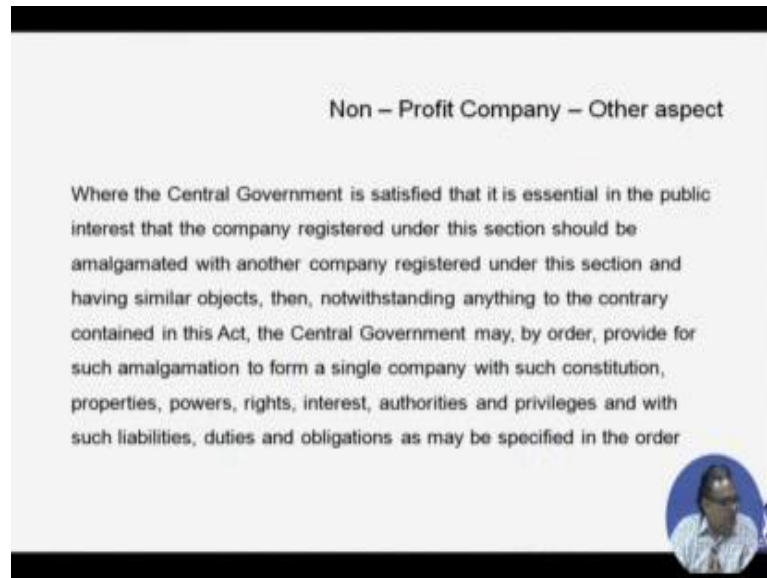 Non – Profit Company – Other aspect
Where the Central Government is satisfied that it is essential in the public
interest that the company registered under this section should be
amalgamated with another company registered under this section and
having similar objects, then, notwithstanding anything to the contrary
contained in this Act, the Central Government may, by order, provide for
such amalgamation to form a single company with such constitution,
properties, powers, rights, interest, authorities and privileges and with
such liabilities, duties and obligations as may be specified in the order